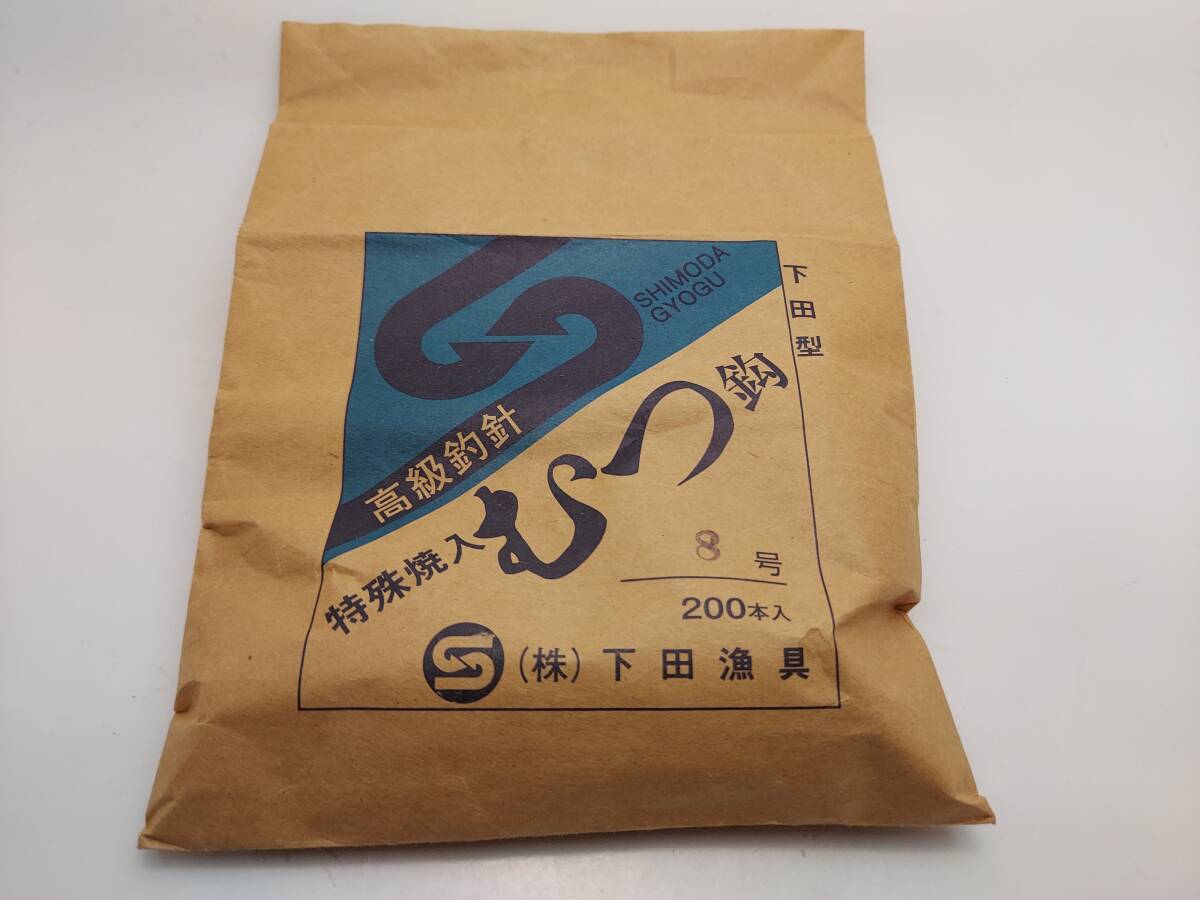 SHIMODA
GYOGU
下田型
高級釣針
特殊焼入
むつ鈎
8号
200本入
(株)下田漁具